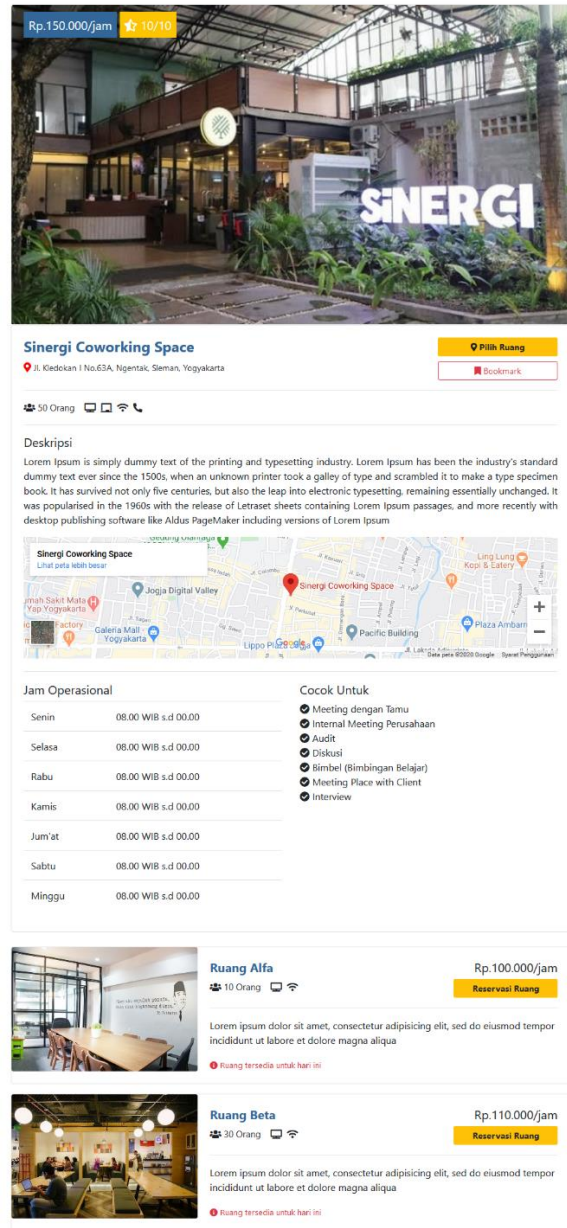 Rp.150.000/jam
10/10
SiNERGI
Sinergi Coworking Space
Jl. Kledokan I No.63A, Ngentak, Sleman, Yogyakarta
Pilih Ruang
Bookmark
50 Orang
Deskripsi
Lorem Ipsum is simply dummy text of the printing and typesetting industry. Lorem Ipsum has been the industry's standard
dummy text ever since the 1500s, when an unknown printer took a galley of type and scrambled it to make a type specimen
book. It has survived not only five centuries, but also the leap into electronic typesetting, remaining essentially unchanged. It
was popularised in the 1960s with the release of Letraset sheets containing Lorem Ipsum passages, and more recently with
desktop publishing software like Aldus PageMaker including versions of Lorem Ipsum
Sinergi Coworking Space
Lihat peta lebih besar
Ling Lung
Kopi & Eatery
Jogja Digital Valley
Sinergi Coworking Space
mah Sakit Mata
Yap Yogyakarta
Factory
Galeria Mall -
Yogyakarta
Lippo
Google
Pacific Building
Plaza Ambarr
Data peta ©2020 Google
Syarat Penggunaan
Jam Operasional
Senin 08.00 WIB s.d 00.00
Selasa 08.00 WIB s.d 00.00
Rabu 08.00 WIB s.d 00.00
Kamis 08.00 WIB s.d 00.00
Jum'at 08.00 WIB s.d 00.00
Sabtu 08.00 WIB s.d 00.00
Minggu 08.00 WIB s.d 00.00
Cocok Untuk
Meeting dengan Tamu
Internal Meeting Perusahaan
Audit
Diskusi
Bimbel (Bimbingan Belajar)
Meeting Place with Client
Interview
Ruang Alfa
Rp.100.000/jam
10 Orang
Reservasi Ruang
Lorem ipsum dolor sit amet, consectetur adipisicing elit, sed do eiusmod tempor
incididunt ut labore et dolore magna aliqua
Ruang tersedia untuk hari ini
Ruang Beta
Rp.110.000/jam
30 Orang
Reservasi Ruang
Lorem ipsum dolor sit amet, consectetur adipisicing elit, sed do eiusmod tempor
incididunt ut labore et dolore magna aliqua
Ruang tersedia untuk hari ini